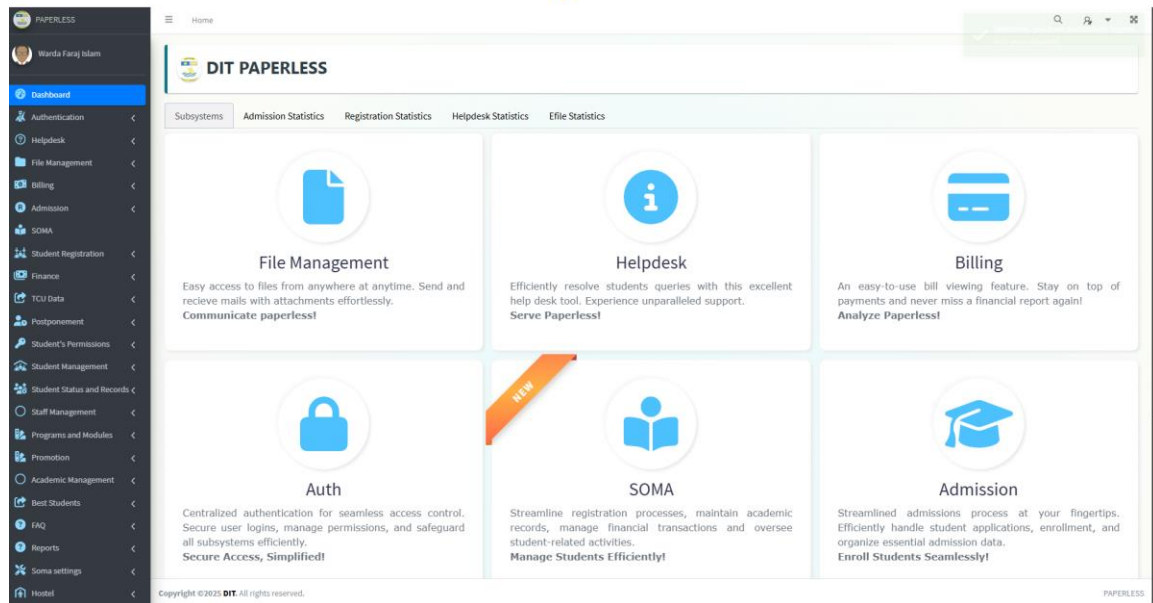 PAPERLESS
Home
Warda Faraj Islam
Dashboard
Authentication
Helpdesk
File Management
Billing
Admission
SOMA
Student Registration
Finance
TCU Data
Postponement
Student's Permissions
Student Management
Student Status and Records
Staff Management
Programs and Modules
Promotion
Academic Management
Best Students
FAQ
Reports
Soma settings
Hostel
DIT PAPERLESS
Subsystems Admission Statistics Registration Statistics Helpdesk Statistics Efile Statistics
File Management
Easy access to files from anywhere at anytime. Send and
recieve mails with attachments effortlessly.
Communicate paperless!
Helpdesk
Efficiently resolve students queries with this excellent
help desk tool. Experience unparalleled support.
Serve Paperless!
Billing
An easy-to-use bill viewing feature. Stay on top of
payments and never miss a financial report again!
Analyze Paperless!
Auth
Centralized authentication for seamless access control.
Secure user logins, manage permissions, and safeguard
all subsystems efficiently.
Secure Access, Simplified!
NEW
SOMA
Streamline registration processes, maintain academic
records, manage financial transactions and oversee
student-related activities.
Manage Students Efficiently!
Admission
Streamlined admissions process at your fingertips.
Efficiently handle student applications, enrollment, and
organize essential admission data.
Enroll Students Seamlessly!
Copyright ©2025 DIT. All rights reserved.
PAPERLESS